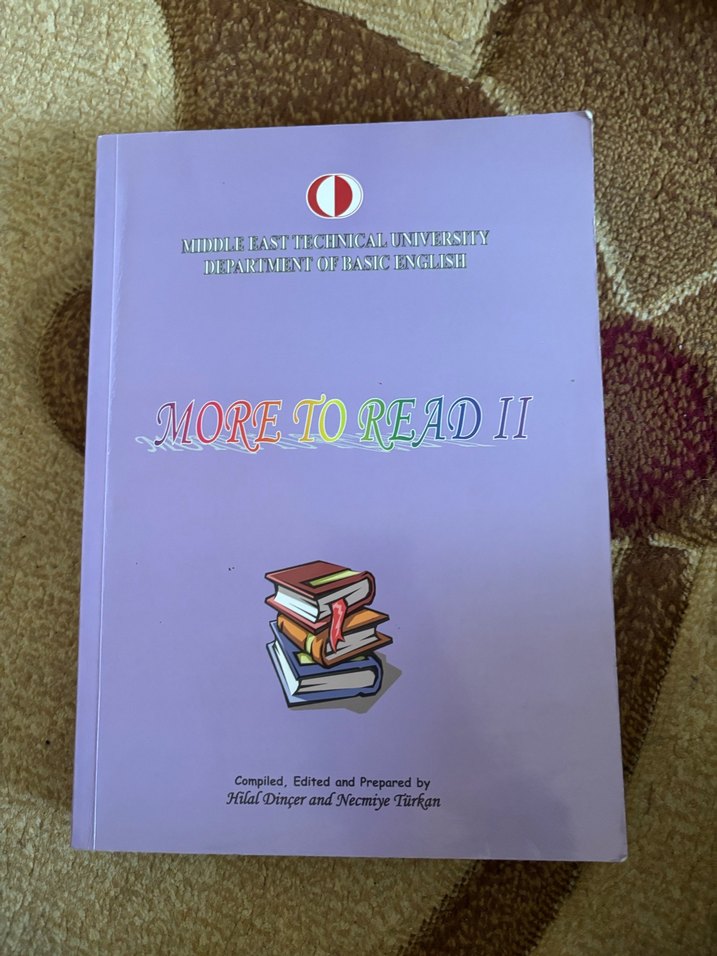 MIDDLE EAST TECHNICAL UNIVERSITY
DEPARTMENT OF BASIC ENGLISH
MORE TO READ II
Compiled, Edited and Prepared by
Hilal Dinçer and Necmiye Türkan